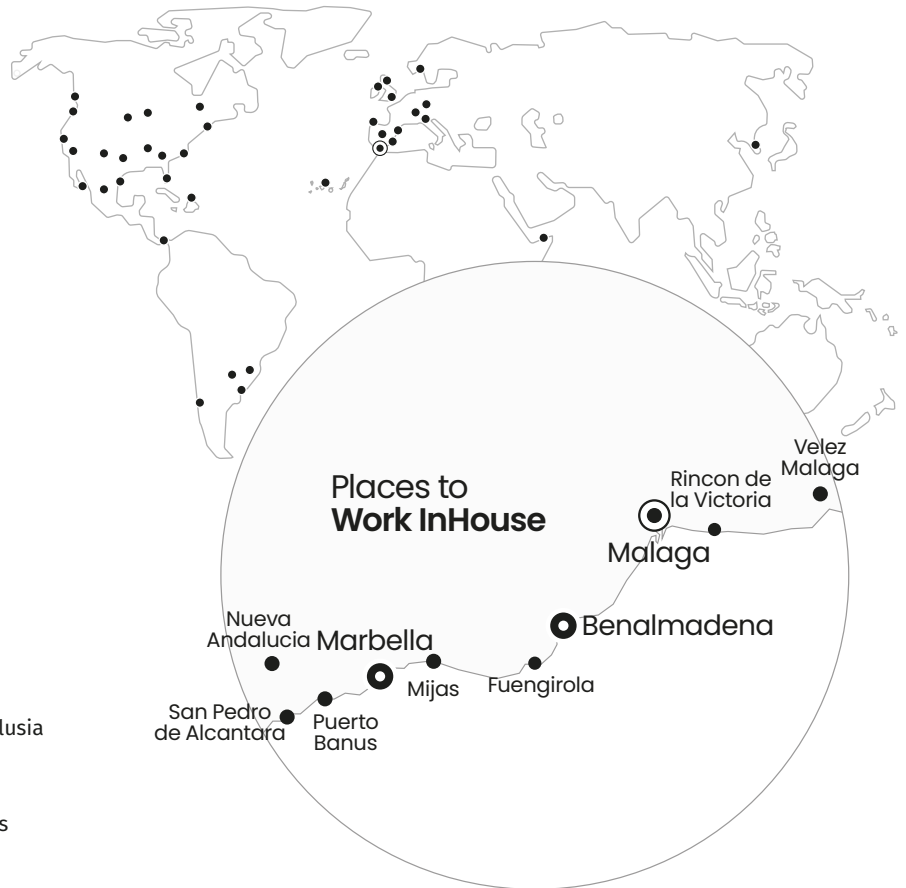 Velez
Malaga
Rincon de
la Victoria
Places to
Work InHouse
Malaga
Nueva
Andalucia
Marbella
Benalmadena
Mijas
Fuengirola
San Pedro
de Alcantara
Puerto
Banus
lusia
s